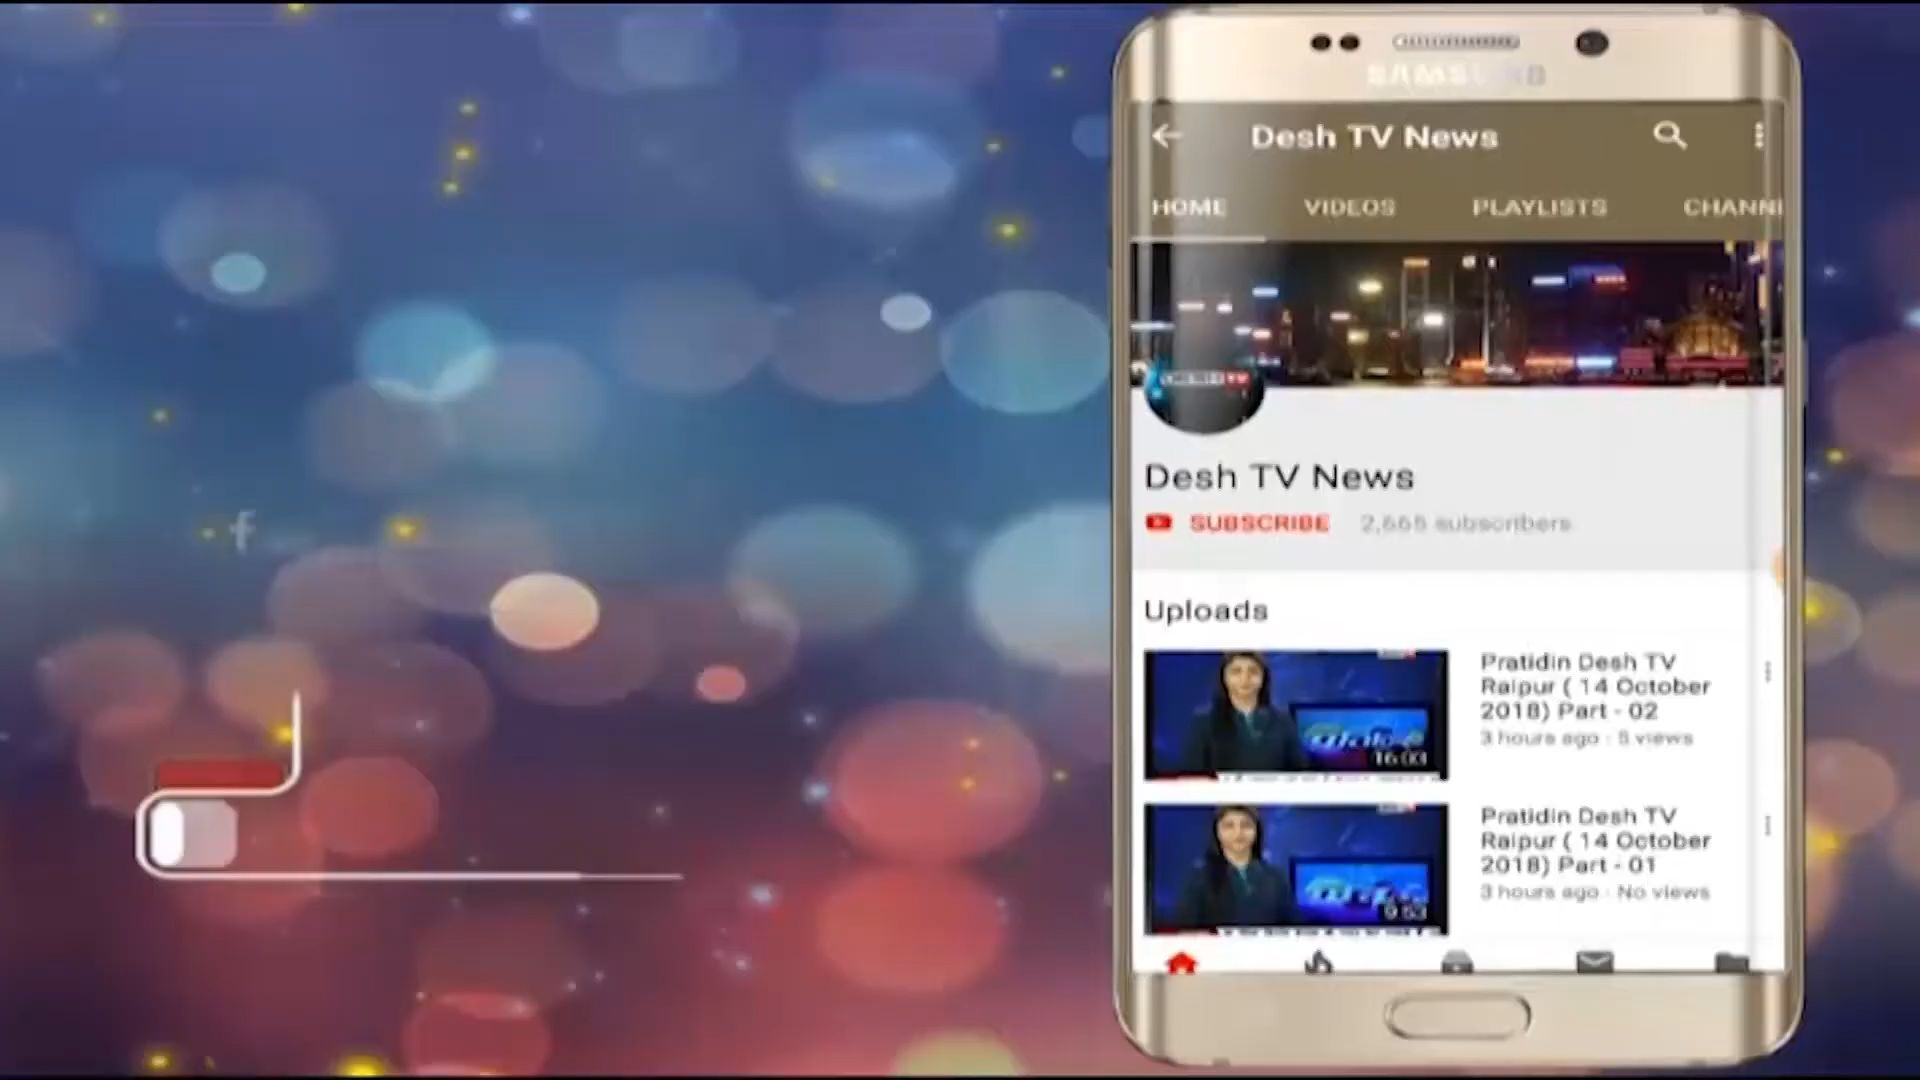 SAMSUNG
Desh TV News
HOME VIDEOS PLAYLISTS CHANN
Desh TV News
SUBSCRIBE 2,665 subscribers
Uploads
Pratidin Desh TV
Raipur ( 14 October
2018) Part - 02
3 hours ago · 5 views
16:03
Pratidin Desh TV
Raipur ( 14 October
2018) Part - 01
3 hours ago · No views
9:53
f